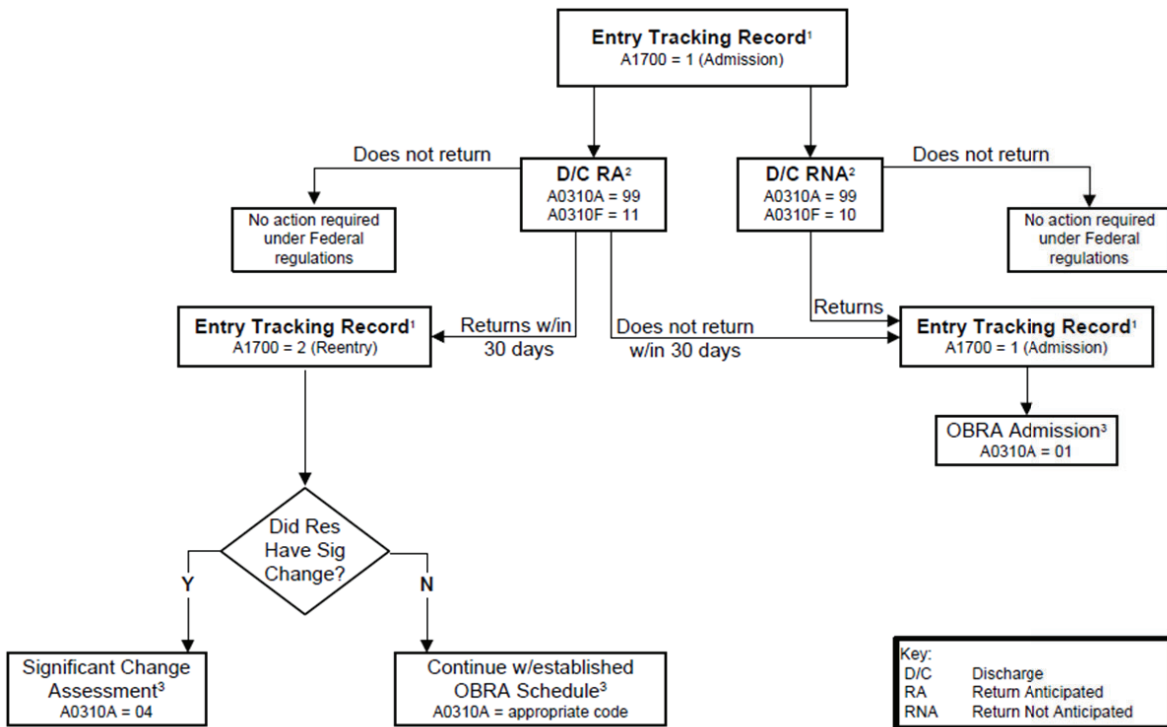 Entry Tracking Record¹
A1700 = 1 (Admission)
Does not return
D/C RA²
A0310A = 99
A0310F = 11
D/C RNA²
A0310A = 99
A0310F = 10
Does not return
No action required
under Federal
regulations
No action required
under Federal
regulations
Entry Tracking Record¹
A1700 = 2 (Reentry)
Returns w/in
30 days
Does not return
w/in 30 days
Returns
Entry Tracking Record¹
A1700 = 1 (Admission)
OBRA Admission³
A0310A = 01
Did Res
Have Sig
Change?
Y
N
Significant Change
Assessment³
A0310A = 04
Continue w/established
OBRA Schedule³
A0310A = appropriate code
Key:
D/C Discharge
RA Return Anticipated
RNA Return Not Anticipated